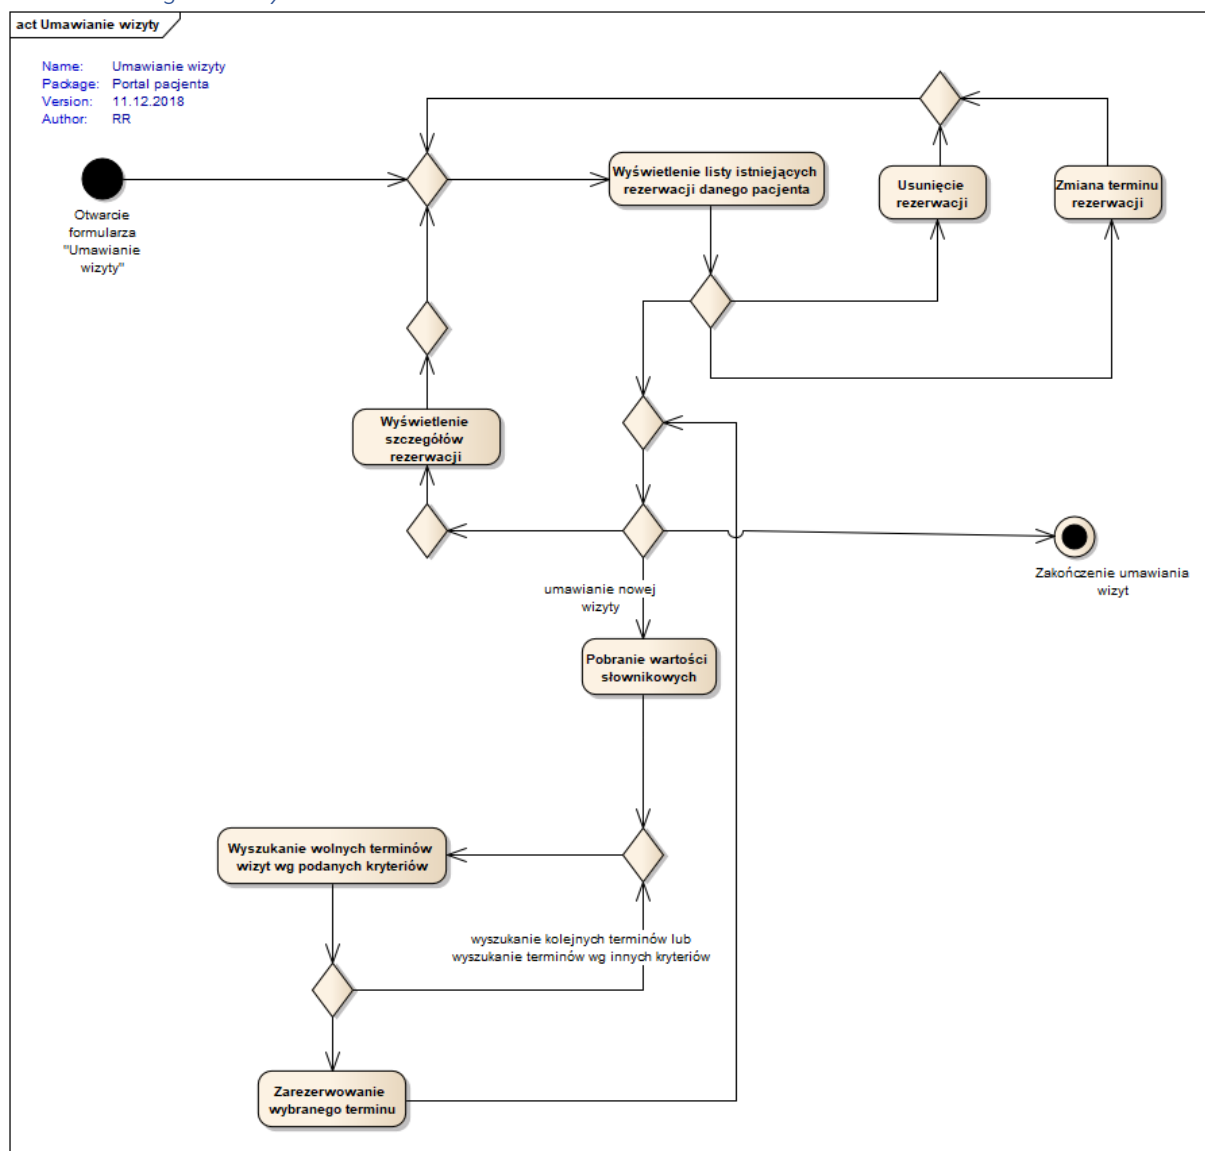 act Umawianie wizyty
Name: Umawianie wizyty
Package: Portal pacjenta
Version: 11.12.2018
Author: RR
Otwarcie
formularza
"Umawianie
wizyty"
Wyświetlenie listy istniejących
rezerwacji danego pacjenta
Usunięcie
rezerwacji
Zmiana terminu
rezerwacji
Wyświetlenie
szczegółów
rezerwacji
Zakończenie umawiania
wizyt
umawianie nowej
wizyty
Pobranie wartości
słownikowych
Wyszukanie wolnych terminów
wizyt wg podanych kryteriów
wyszukanie kolejnych terminów lub
wyszukanie terminów wg innych kryteriów
Zarezerwowanie
wybranego terminu